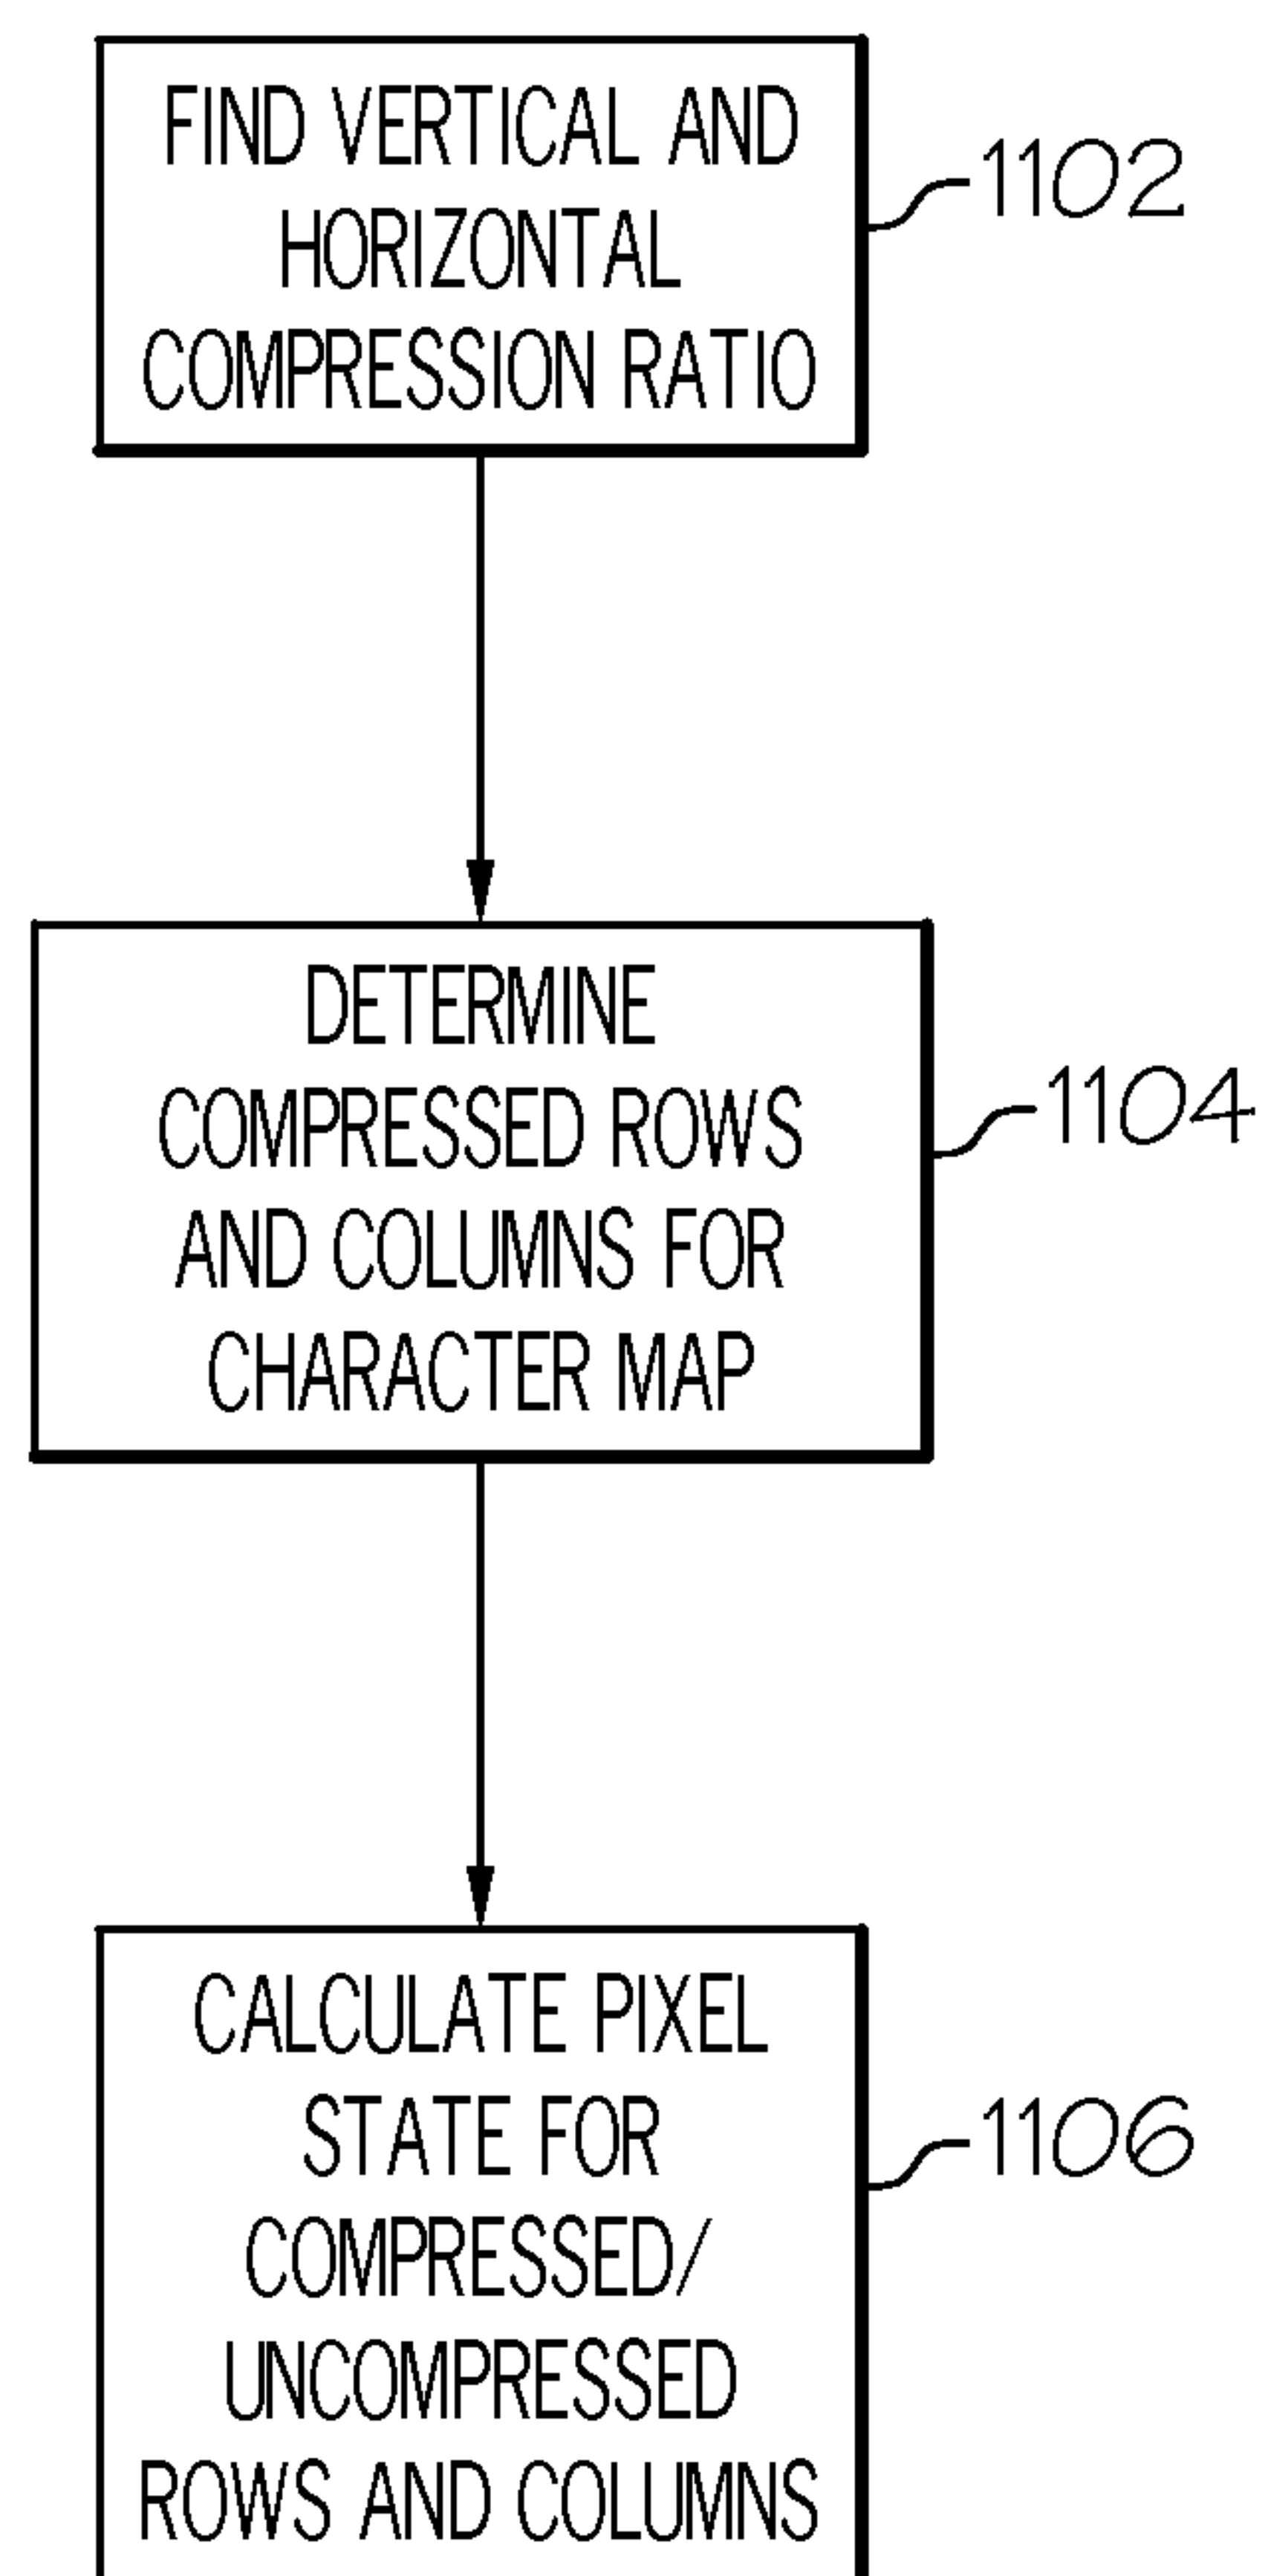 FIND VERTICAL AND
HORIZONTAL
COMPRESSION RATIO
1102
DETERMINE
COMPRESSED ROWS
AND COLUMNS FOR
CHARACTER MAP
1104
CALCULATE PIXEL
STATE FOR
COMPRESSED/
UNCOMPRESSED
ROWS AND COLUMNS
1106